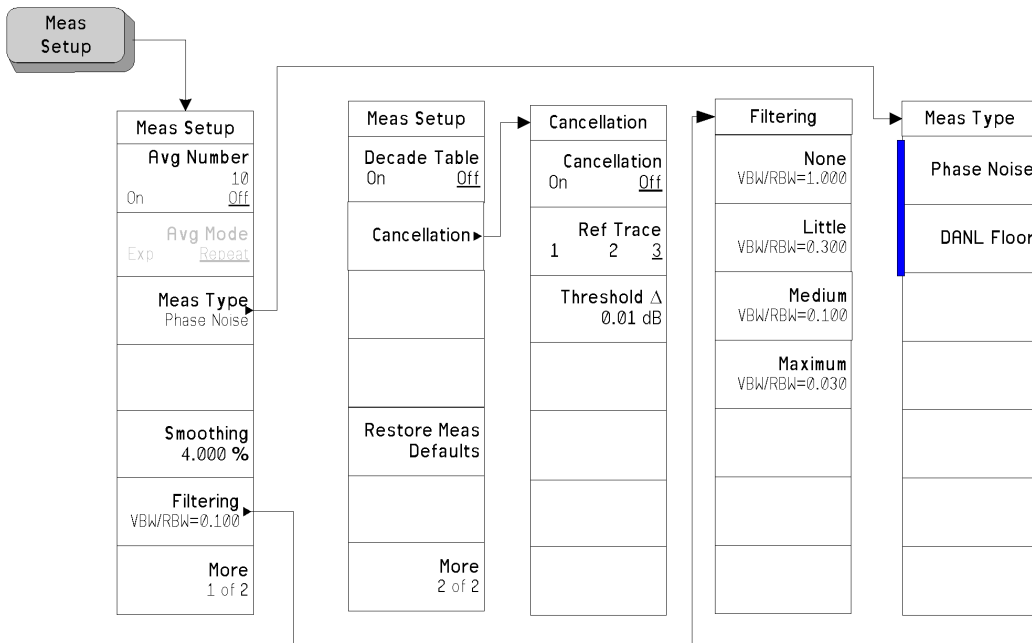 Meas
Setup
Meas Setup
Avg Number
10
On Off
Avg Mode
Exp Repeat
Meas Type
Phase Noise
Smoothing
4.000 %
Filtering
VBW/RBW=0.100
More
1 of 2
Meas Setup
Decade Table
On Off
Cancellation
Restore Meas
Defaults
More
2 of 2
Cancellation
Cancellation
On Off
Ref Trace
1 2 3
Threshold Δ
0.01 dB
Filtering
None
VBW/RBW=1.000
Little
VBW/RBW=0.300
Medium
VBW/RBW=0.100
Maximum
VBW/RBW=0.030
Meas Type
Phase Noise
DANL Floor